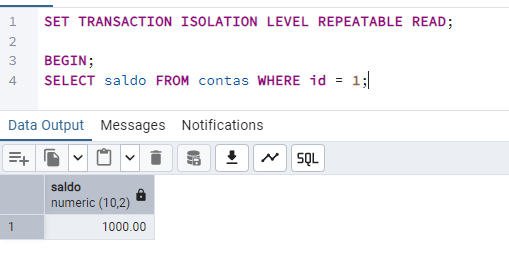 1 SET TRANSACTION ISOLATION LEVEL REPEATABLE READ;
2
3 BEGIN;
4 SELECT saldo FROM contas WHERE id = 1;
Data Output Messages Notifications
SQL
saldo
numeric (10,2)
1 1000.00